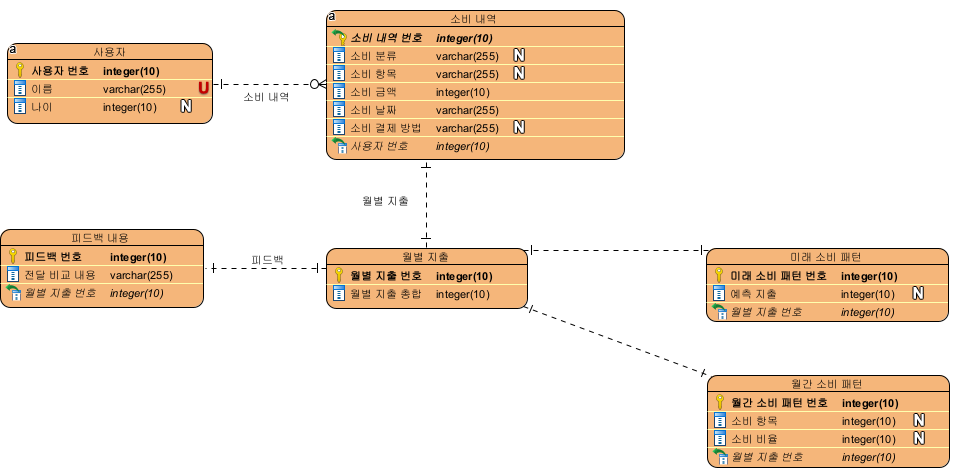 a
사용자
사용자 번호 integer(10)
이름 varchar(255) U
나이 integer(10) N
소비 내역
a
소비 내역
소비 내역 번호 integer(10)
소비 분류 varchar(255) N
소비 항목 varchar(255) N
소비 금액 integer(10)
소비 날짜 varchar(255)
소비 결제 방법 varchar(255) N
사용자 번호 integer(10)
월별 지출
피드백 내용
피드백 번호 integer(10)
전달 비교 내용 varchar(255)
월별 지출 번호 integer(10)
피드백
월별 지출
월별 지출 번호 integer(10)
월별 지출 총합 integer(10)
미래 소비 패턴
미래 소비 패턴 번호 integer(10)
예측 지출 integer(10) N
월별 지출 번호 integer(10)
월간 소비 패턴
월간 소비 패턴 번호 integer(10)
소비 항목 integer(10) N
소비 비율 integer(10) N
월별 지출 번호 integer(10)